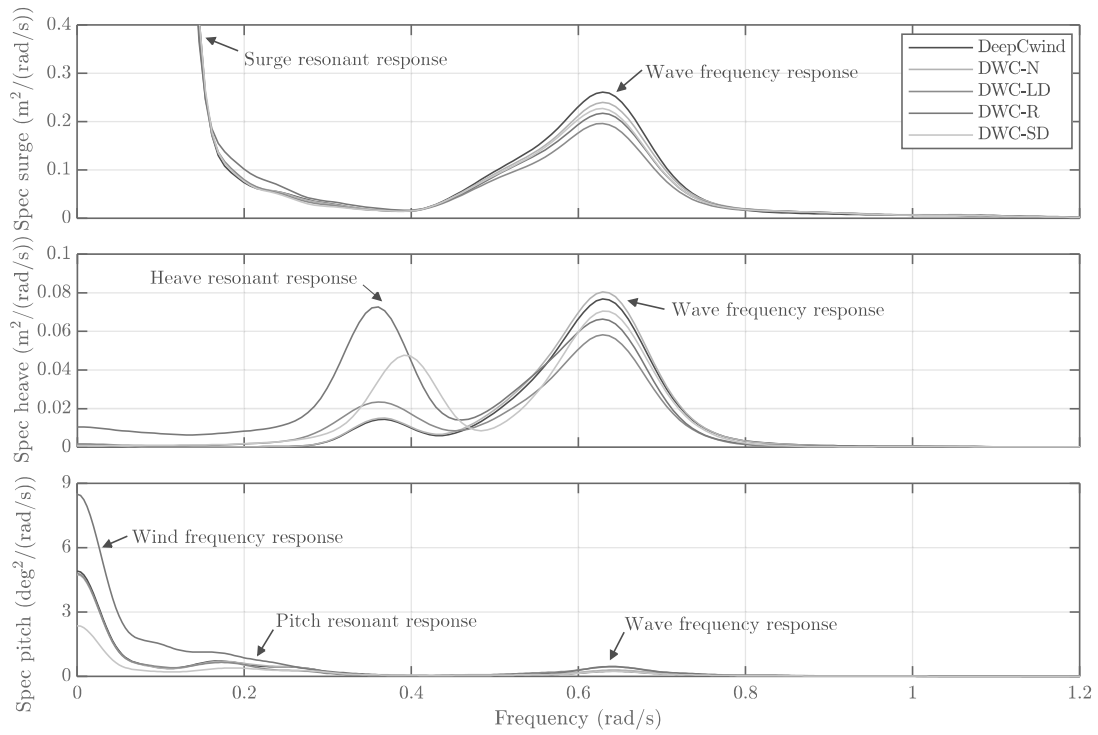 Spec surge (m²/(rad/s))
0.4
0.3
0.2
0.1
0
Surge resonant response
Wave frequency response
DeepCwind
DWC-N
DWC-LD
DWC-R
DWC-SD
Spec heave (m²/(rad/s))
0.1
0.08
0.06
0.04
0.02
0
Heave resonant response
Wave frequency response
Spec pitch (deg²/(rad/s))
9
6
3
0
Wind frequency response
Pitch resonant response
Wave frequency response
0 0.2 0.4 0.6 0.8 1 1.2
Frequency (rad/s)